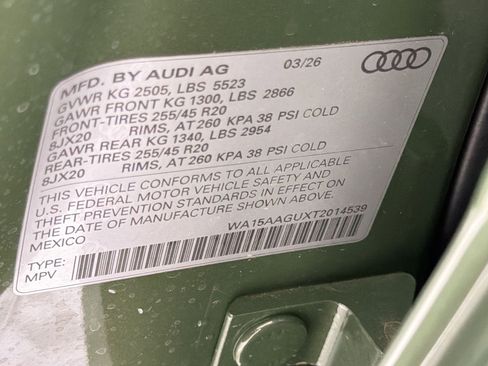 MFD. BY AUDI AG 03/26
GVWR KG 2505, LBS 5523
GAWR FRONT KG 1300, LBS 2866
FRONT-TIRES 255/45 R20
8JX20 RIMS, AT 260 KPA 38 PSI COLD
GAWR REAR KG 1340, LBS 2954
REAR-TIRES 255/45 R20
8JX20 RIMS, AT 260 KPA 38 PSI COLD
THIS VEHICLE CONFORMS TO ALL APPLICABLE
U.S. FEDERAL MOTOR VEHICLE SAFETY AND
THEFT PREVENTION STANDARDS IN EFFECT ON
THE DATE OF MANUFACTURE SHOWN ABOVE.
MEXICO
WA15AAGUXT2014539
TYPE:
MPV